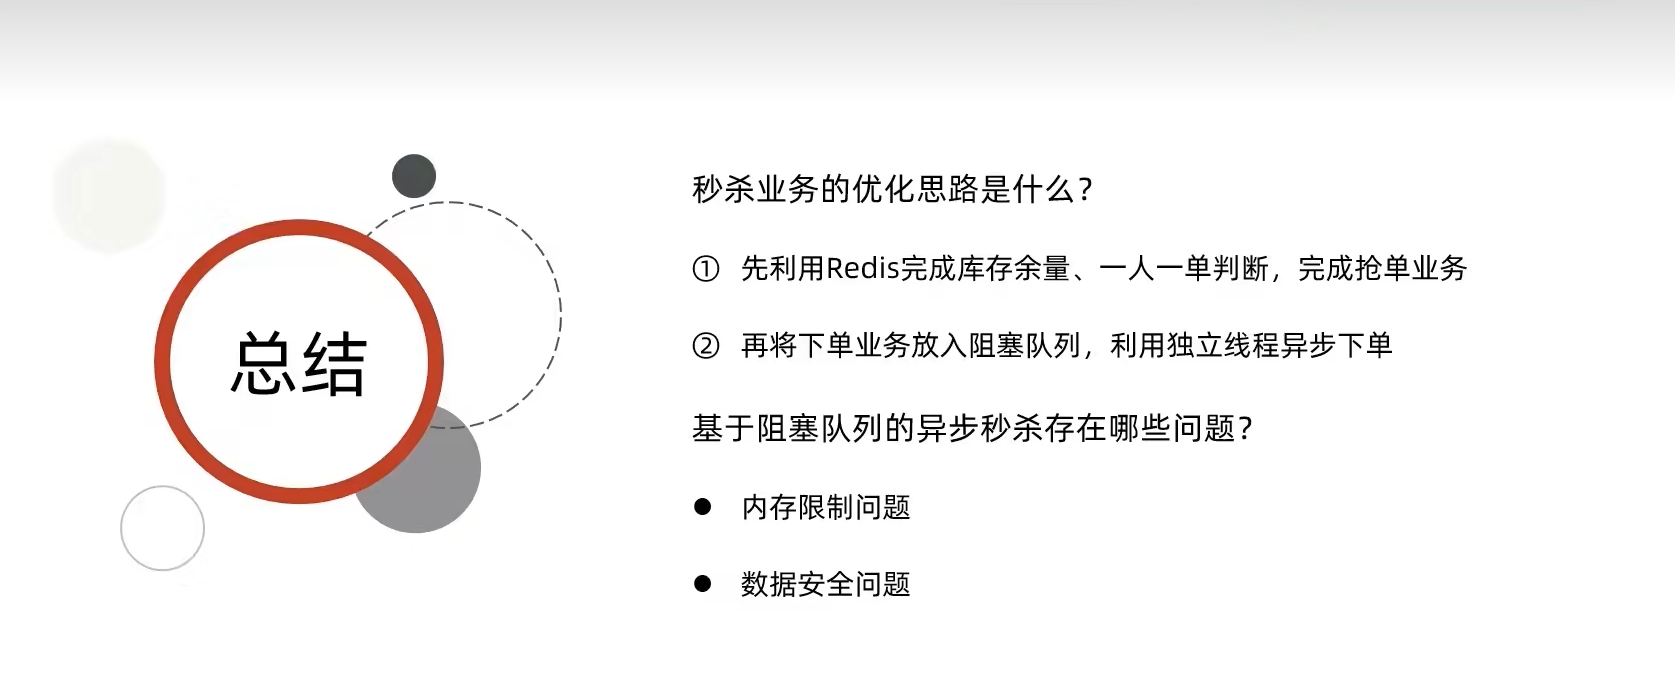 总结
秒杀业务的优化思路是什么？
① 先利用Redis完成库存余量、一人一单判断，完成抢单业务
② 再将下单业务放入阻塞队列，利用独立线程异步下单
基于阻塞队列的异步秒杀存在哪些问题？
● 内存限制问题
● 数据安全问题